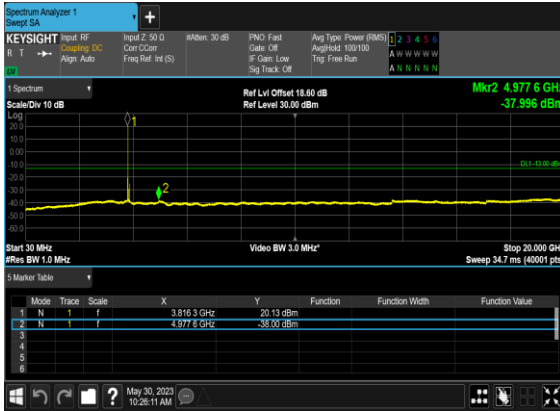 Spectrum Analyzer 1
Swept SA
+
KEYSIGHT Input: RF Input Z: 50 Ω #Atten: 30 dB PNO: Fast Avg Type: Power (RMS) 1 2 3 4 5 6
R T Coupling: DC Corr CCorr Gate: Off Avg|Hold: 100/100 A W W W W W
Align: Auto Freq Ref: Int (S) IF Gain: Low Trig: Free Run
Sig Track: Off A N N N N N
1 Spectrum
Ref Lvl Offset 18.60 dB Mkr2 4.977 6 GHz
Scale/Div 10 dB Ref Level 30.00 dBm -37.996 dBm
Log
20.0
10.0
0.00
-10.0
-20.0
-30.0
-40.0
-50.0
-60.0
1
2
DL1 -13.00 dBm
Start 30 MHz Video BW 3.0 MHz* Stop 20.000 GHz
#Res BW 1.0 MHz Sweep 34.7 ms (40001 pts)
5 Marker Table
Mode Trace Scale X Y Function Function Width Function Value
1 N 1 f 3.816 3 GHz 20.13 dBm
2 N 1 f 4.977 6 GHz -38.00 dBm
3
4
5
6
?
May 30, 2023
10:26:11 AM